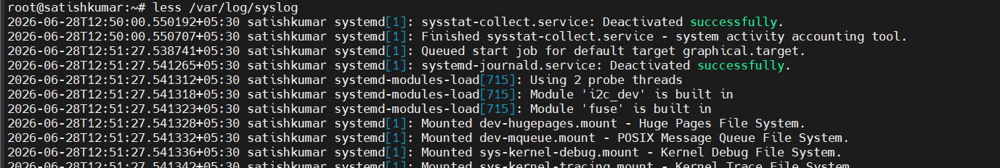 root@satishkumar:~# less /var/log/syslog
2026-06-28T12:50:00.550192+05:30 satishkumar systemd[1]: sysstat-collect.service: Deactivated successfully.
2026-06-28T12:50:00.550707+05:30 satishkumar systemd[1]: Finished sysstat-collect.service - system activity accounting tool.
2026-06-28T12:51:27.538741+05:30 satishkumar systemd[1]: Queued start job for default target graphical.target.
2026-06-28T12:51:27.541265+05:30 satishkumar systemd[1]: systemd-journald.service: Deactivated successfully.
2026-06-28T12:51:27.541312+05:30 satishkumar systemd-modules-load[715]: Using 2 probe threads
2026-06-28T12:51:27.541318+05:30 satishkumar systemd-modules-load[715]: Module 'i2c_dev' is built in
2026-06-28T12:51:27.541323+05:30 satishkumar systemd-modules-load[715]: Module 'fuse' is built in
2026-06-28T12:51:27.541328+05:30 satishkumar systemd[1]: Mounted dev-hugepages.mount - Huge Pages File System.
2026-06-28T12:51:27.541332+05:30 satishkumar systemd[1]: Mounted dev-mqueue.mount - POSIX Message Queue File System.
2026-06-28T12:51:27.541336+05:30 satishkumar systemd[1]: Mounted sys-kernel-debug.mount - Kernel Debug File System.
2026-06-28T12:51:27.541342+05:30 satishkumar systemd[1]: Mounted sys-kernel-tracing.mount - Kernel Trace File System.